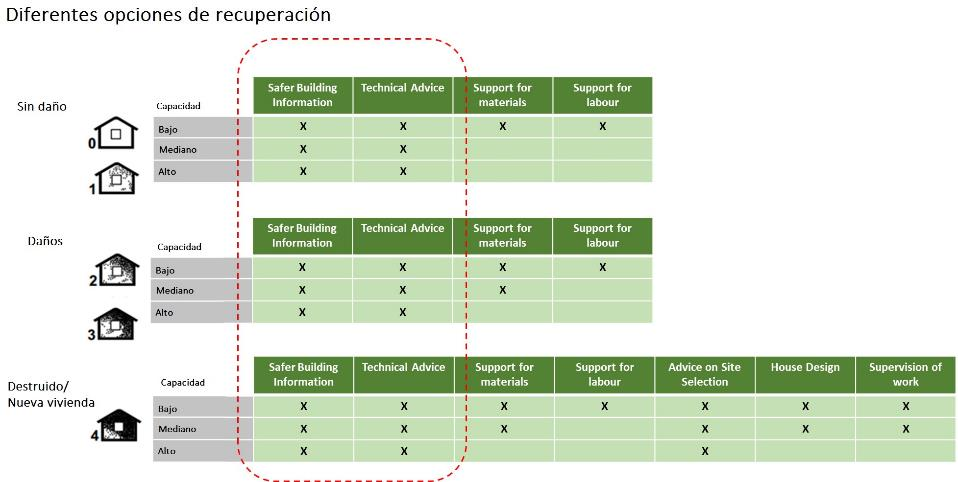 Diferentes opciones de recuperación
Sin daño
0
1
Capacidad Safer Building Information Technical Advice Support for materials Support for labour
Bajo X X X X
Mediano X X
Alto X X
Daños
2
3
Capacidad Safer Building Information Technical Advice Support for materials Support for labour
Bajo X X X X
Mediano X X X
Alto X X
Destruido/
Nueva vivienda
4
Capacidad Safer Building Information Technical Advice Support for materials Support for labour Advice on Site Selection House Design Supervision of work
Bajo X X X X X X X
Mediano X X X X X X
Alto X X X